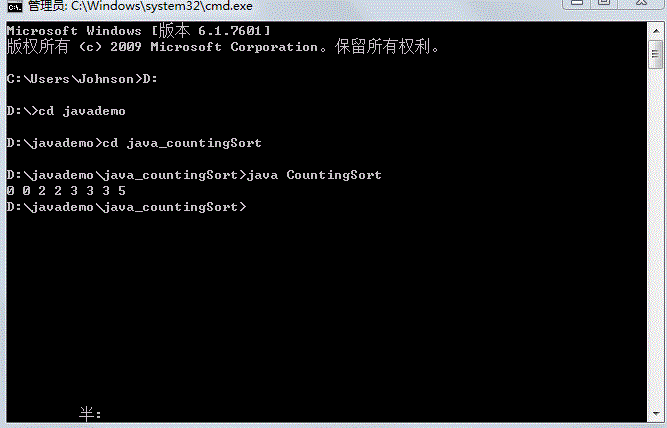 管理员: C:\Windows\system32\cmd.exe
Microsoft Windows [版本 6.1.7601]
版权所有 (c) 2009 Microsoft Corporation。保留所有权利。
C:\Users\Johnson>D:
D:\>cd javademo
D:\javademo>cd java_countingSort
D:\javademo\java_countingSort>java CountingSort
0 0 2 2 3 3 3 5
D:\javademo\java_countingSort>
半: